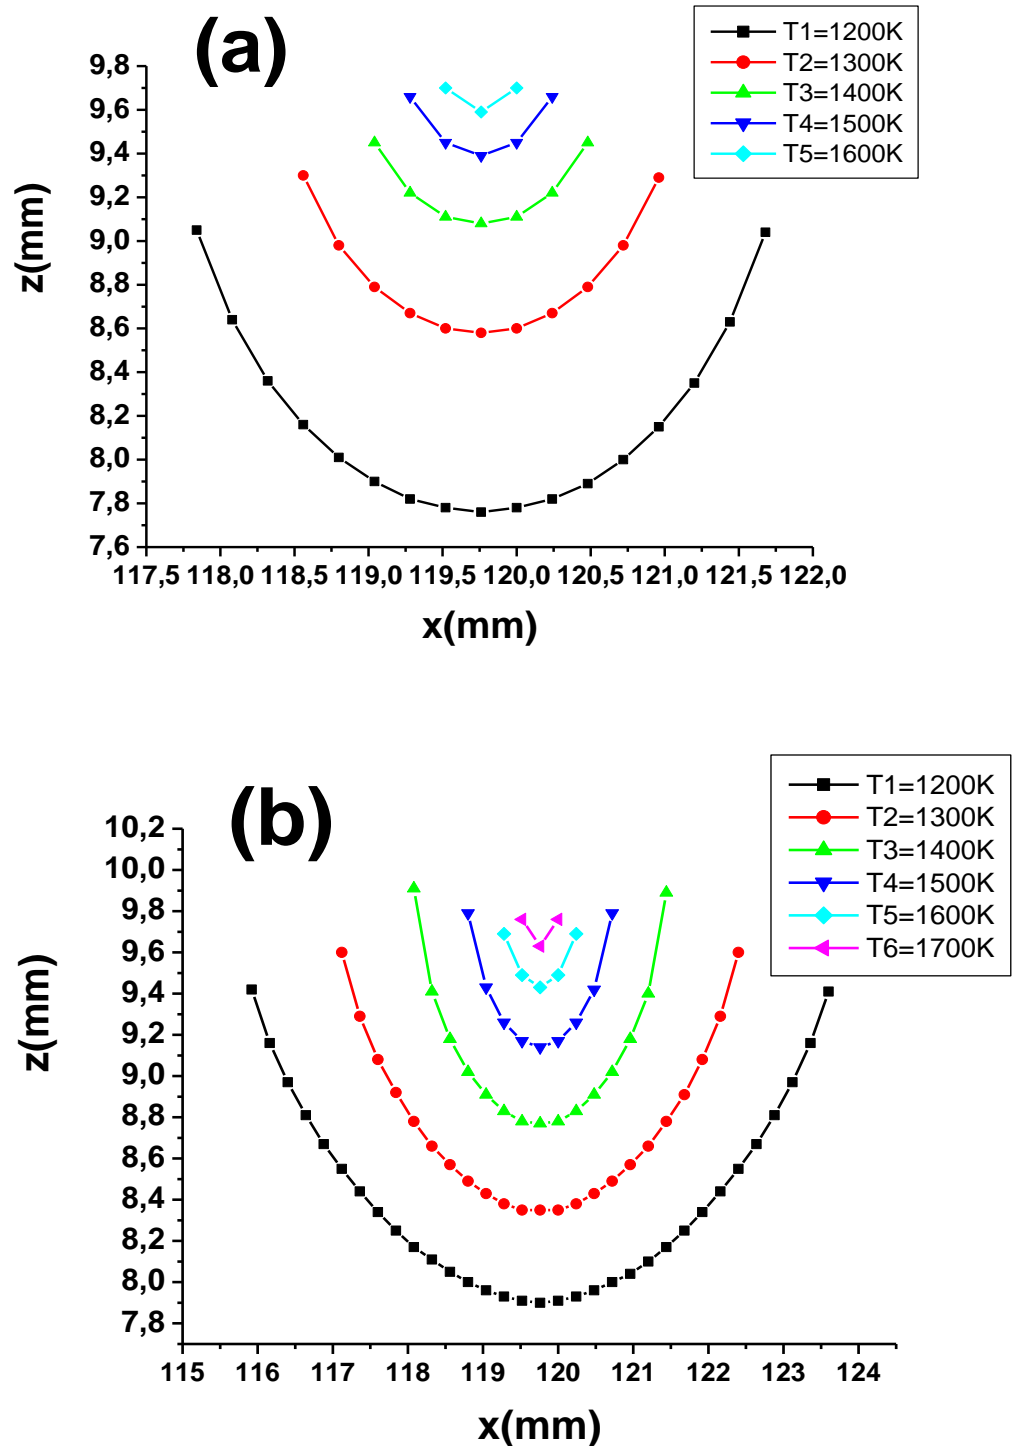 (a)
T1=1200K
T2=1300K
T3=1400K
T4=1500K
T5=1600K
9,8
9,6
9,4
9,2
9,0
8,8
8,6
8,4
8,2
8,0
7,8
7,6
z(mm)
117,5 118,0 118,5 119,0 119,5 120,0 120,5 121,0 121,5 122,0
x(mm)
(b)
T1=1200K
T2=1300K
T3=1400K
T4=1500K
T5=1600K
T6=1700K
10,2
10,0
9,8
9,6
9,4
9,2
9,0
8,8
8,6
8,4
8,2
8,0
7,8
z(mm)
115 116 117 118 119 120 121 122 123 124
x(mm)